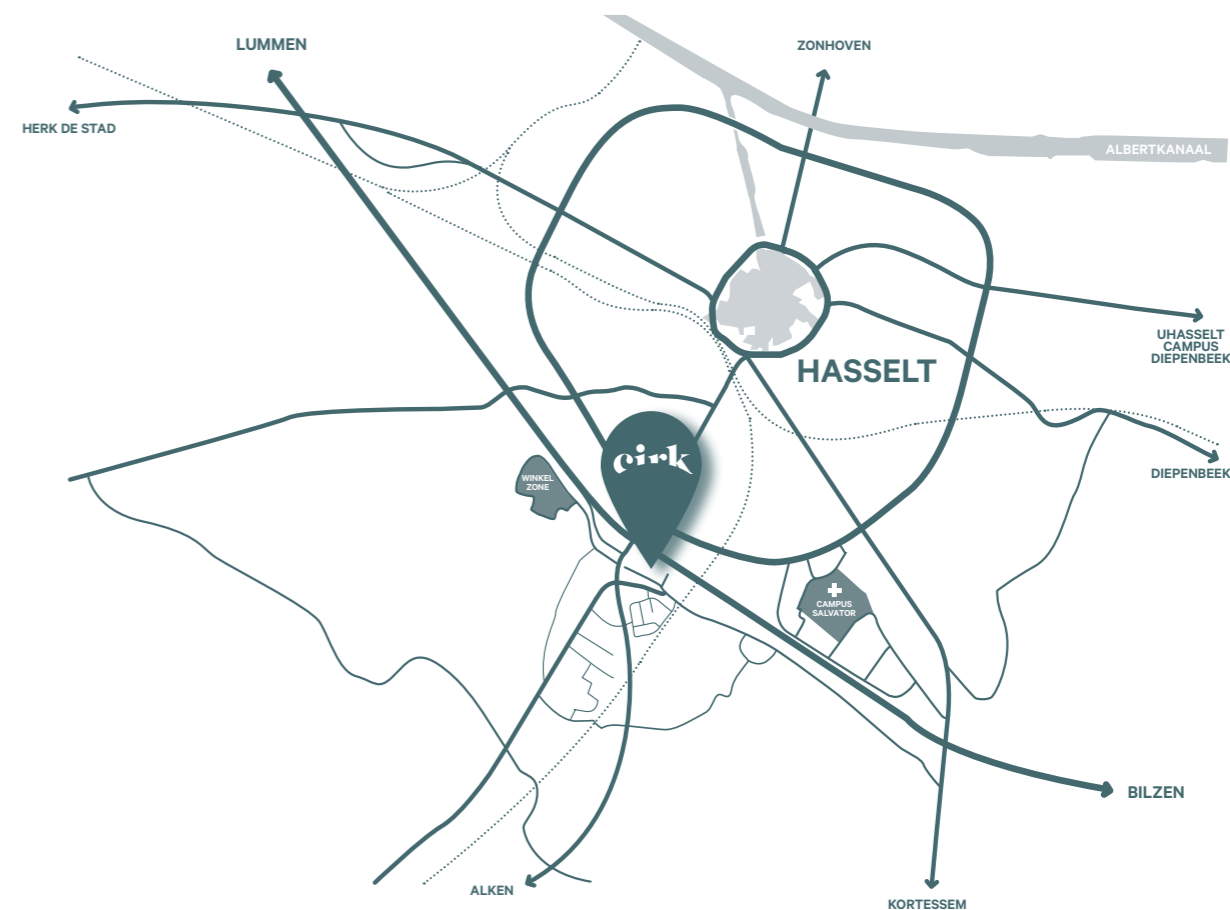 LUMMEN
ZONHOVEN
HERK DE STAD
ALBERTKANAAL
UHASSELT
CAMPUS
DIEPENBEEK
HASSELT
cirk
WINKEL
ZONE
DIEPENBEEK
CAMPUS
SALVATOR
BILZEN
ALKEN
KORTESSEM